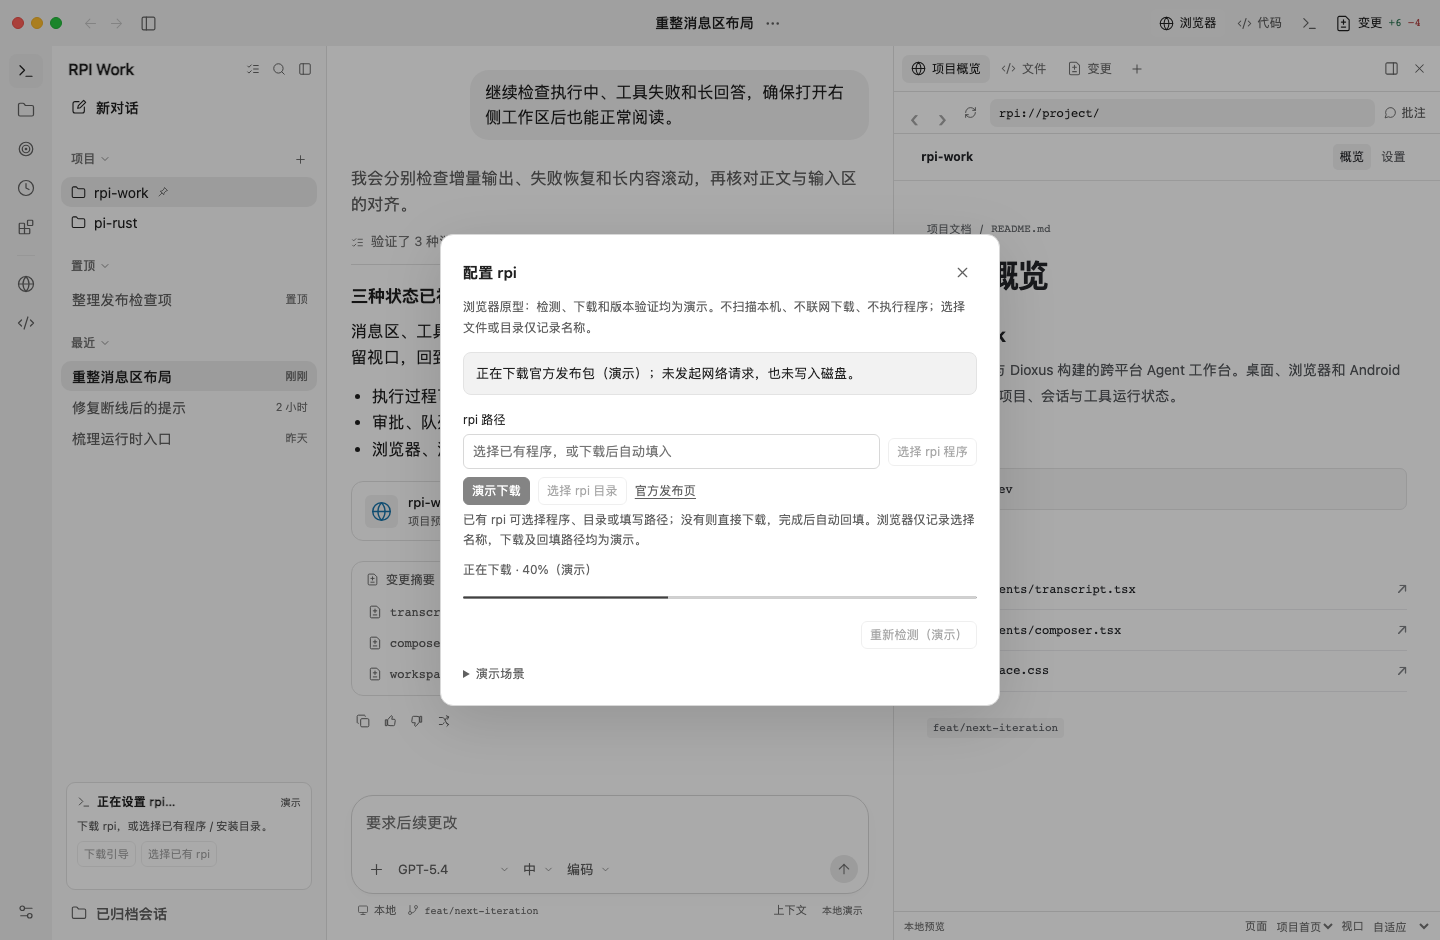 重整消息区布局 ···
浏览器
代码
变更 +6 −4
RPI Work
新对话
项目
rpi-work
pi-rust
置顶
整理发布检查项 置顶
最近
重整消息区布局 刚刚
修复断线后的提示 2 小时
梳理运行时入口 昨天
正在设置 rpi... 演示
下载 rpi，或选择已有程序 / 安装目录。
下载引导 选择已有 rpi
已归档会话
继续检查执行中、工具失败和长回答，确保打开右
侧工作区后也能正常阅读。
我会分别检查增量输出、失败恢复和长内容滚动，再核对正文与输入区
的对齐。
验证了 3 种
三种状态已
消息区、工具
留视口，回到
执行过程
审批、队
浏览器、
rpi-w
项目预
变更摘要
transcr
compose
workspa
要求后续更改
GPT-5.4 中 编码
本地 feat/next-iteration 上下文 本地演示
配置 rpi
浏览器原型：检测、下载和版本验证均为演示。不扫描本机、不联网下载、不执行程序；选择
文件或目录仅记录名称。
正在下载官方发布包（演示）；未发起网络请求，也未写入磁盘。
rpi 路径
选择已有程序，或下载后自动填入 选择 rpi 程序
演示下载 选择 rpi 目录 官方发布页
已有 rpi 可选择程序、目录或填写路径；没有则直接下载，完成后自动回填。浏览器仅记录选择
名称，下载及回填路径均为演示。
正在下载 · 40%（演示）
重新检测（演示）
演示场景
项目概览 文件 变更
rpi://project/ 批注
rpi-work 概览 设置
项目文档 / README.md
概览
k
与 Dioxus 构建的跨平台 Agent 工作台。桌面、浏览器和 Android
项目、会话与工具运行状态。
ev
ents/transcript.tsx
ents/composer.tsx
ace.css
feat/next-iteration
本地预览 页面 项目首页 视口 自适应